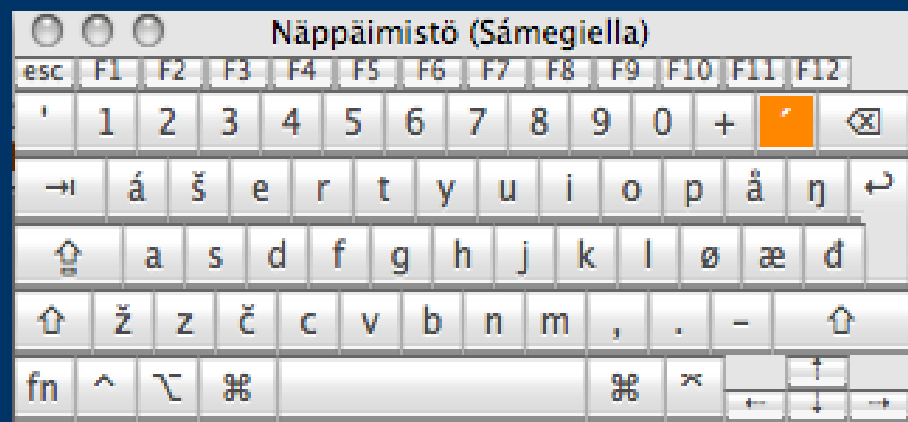 Näppäimistö (Sámegiella)
esc F1 F2 F3 F4 F5 F6 F7 F8 F9 F10 F11 F12
' 1 2 3 4 5 6 7 8 9 0 + ´ ⌫
⇥ á š e r t y u i o p å ŋ ↩
⇪ a s d f g h j k l ø æ đ
⇧ ž z č c v b n m , . - ⇧
fn ^ ⌥ ⌘ ⌘ ⌤ ↑
← ↓ →